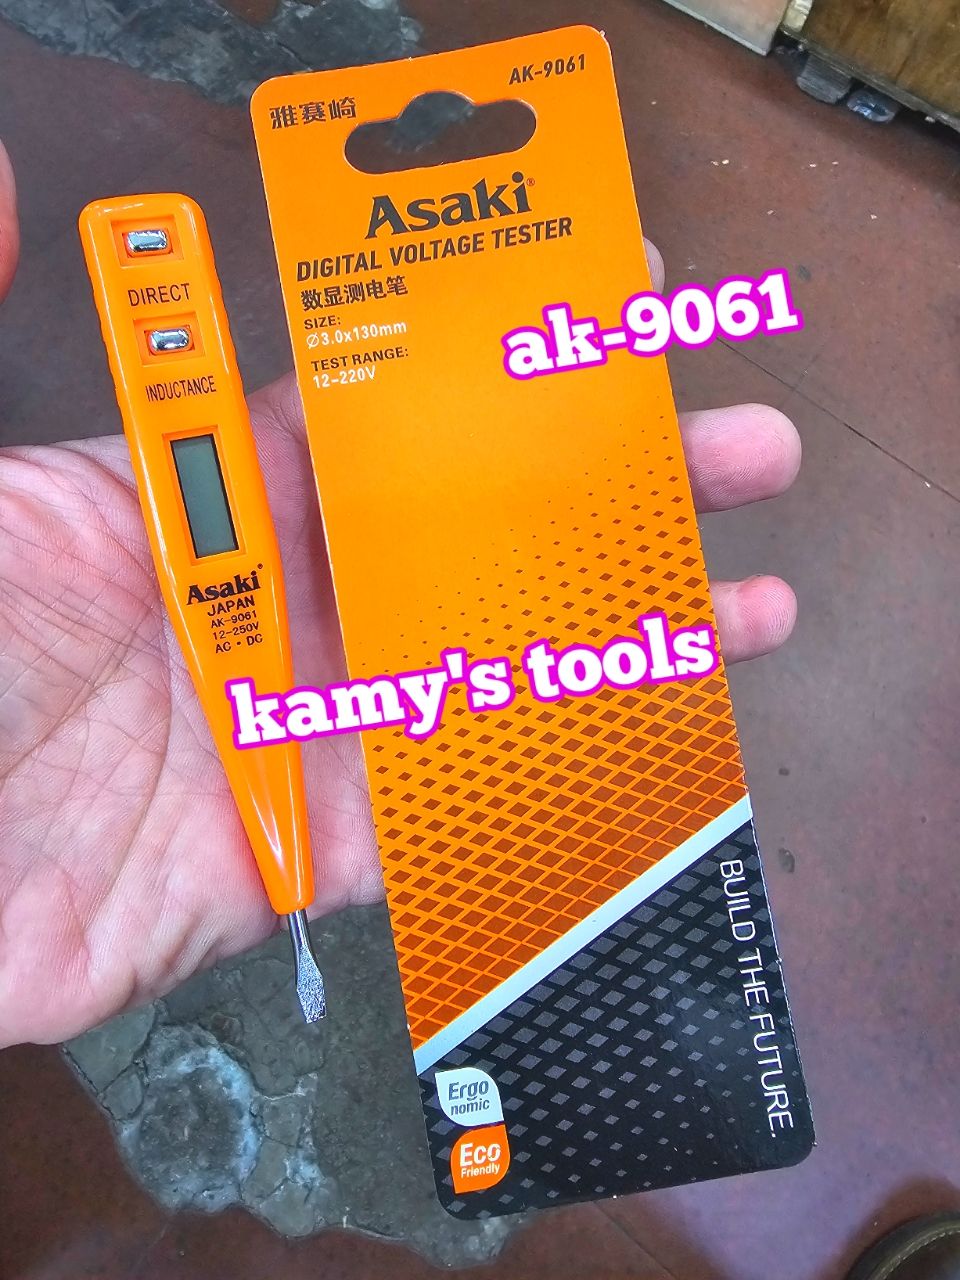 雅赛崎
AK-9061
Asaki®
DIGITAL VOLTAGE TESTER
数显测电笔
SIZE:
Ø3.0x130mm
TEST RANGE:
12-220V
ak-9061
DIRECT
INDUCTANCE
Asaki®
JAPAN
AK-9061
12-250V
AC・DC
kamy's tools
BUILD THE FUTURE.
Ergo
nomic
Eco
Friendly